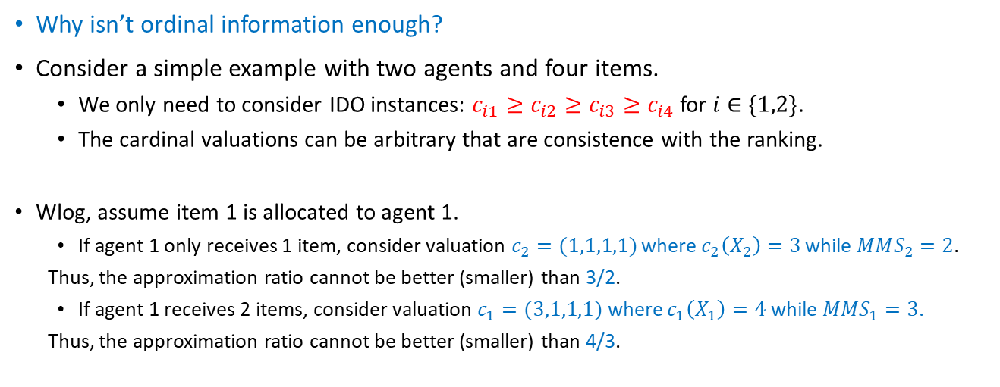 • Why isn’t ordinal information enough?
• Consider a simple example with two agents and four items.
• We only need to consider IDO instances: c_{i1} ≥ c_{i2} ≥ c_{i3} ≥ c_{i4} for i ∈ {1,2}.
• The cardinal valuations can be arbitrary that are consistence with the ranking.
• Wlog, assume item 1 is allocated to agent 1.
• If agent 1 only receives 1 item, consider valuation c_2 = (1,1,1,1) where c_2(X_2) = 3 while MMS_2 = 2.
Thus, the approximation ratio cannot be better (smaller) than 3/2.
• If agent 1 receives 2 items, consider valuation c_1 = (3,1,1,1) where c_1(X_1) = 4 while MMS_1 = 3.
Thus, the approximation ratio cannot be better (smaller) than 4/3.